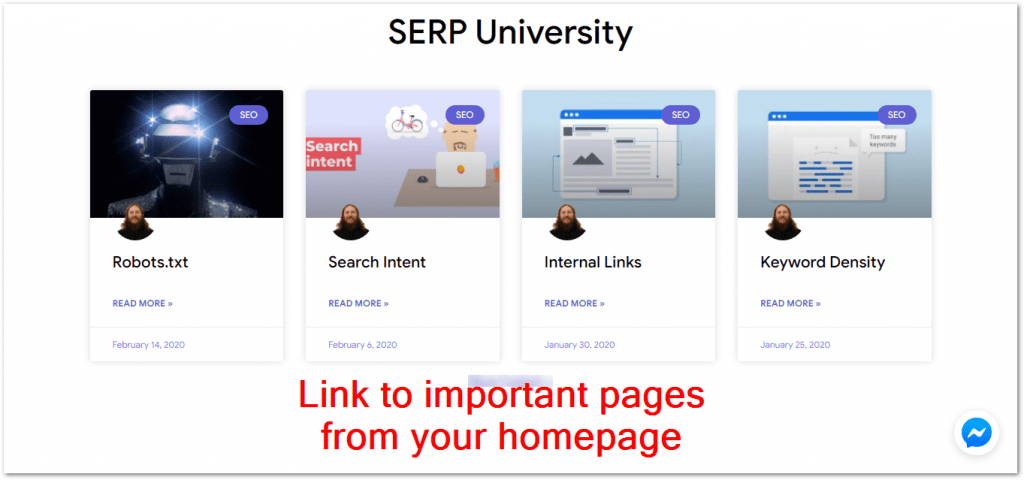 SERP University
SEO
SEO
SEO
SEO
Search
intent
Too many
keywords
Robots.txt
Search Intent
Internal Links
Keyword Density
READ MORE »
READ MORE »
READ MORE »
READ MORE »
February 14, 2020
February 6, 2020
January 30, 2020
January 25, 2020
Link to important pages
from your homepage